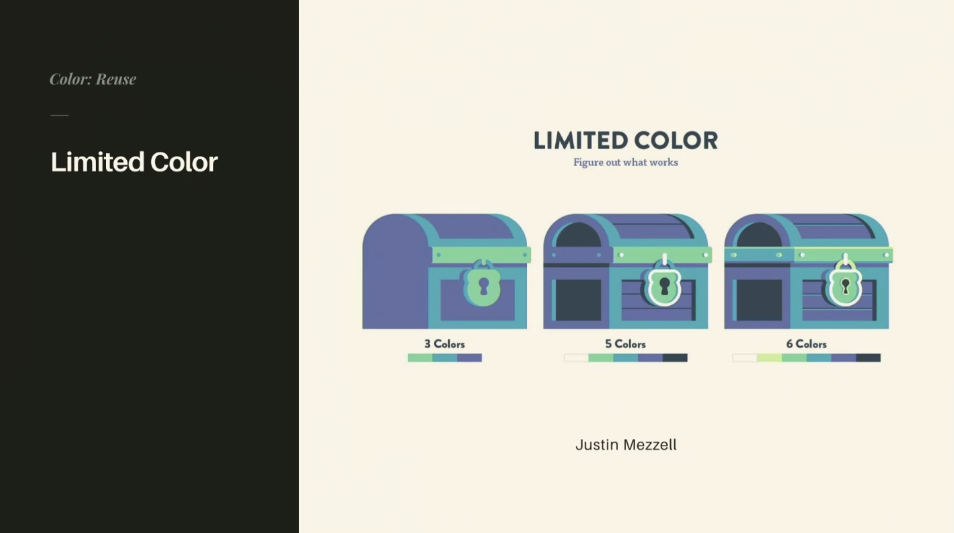 Color: Reuse
Limited Color
LIMITED COLOR
Figure out what works
3 Colors
5 Colors
6 Colors
Justin Mezzell